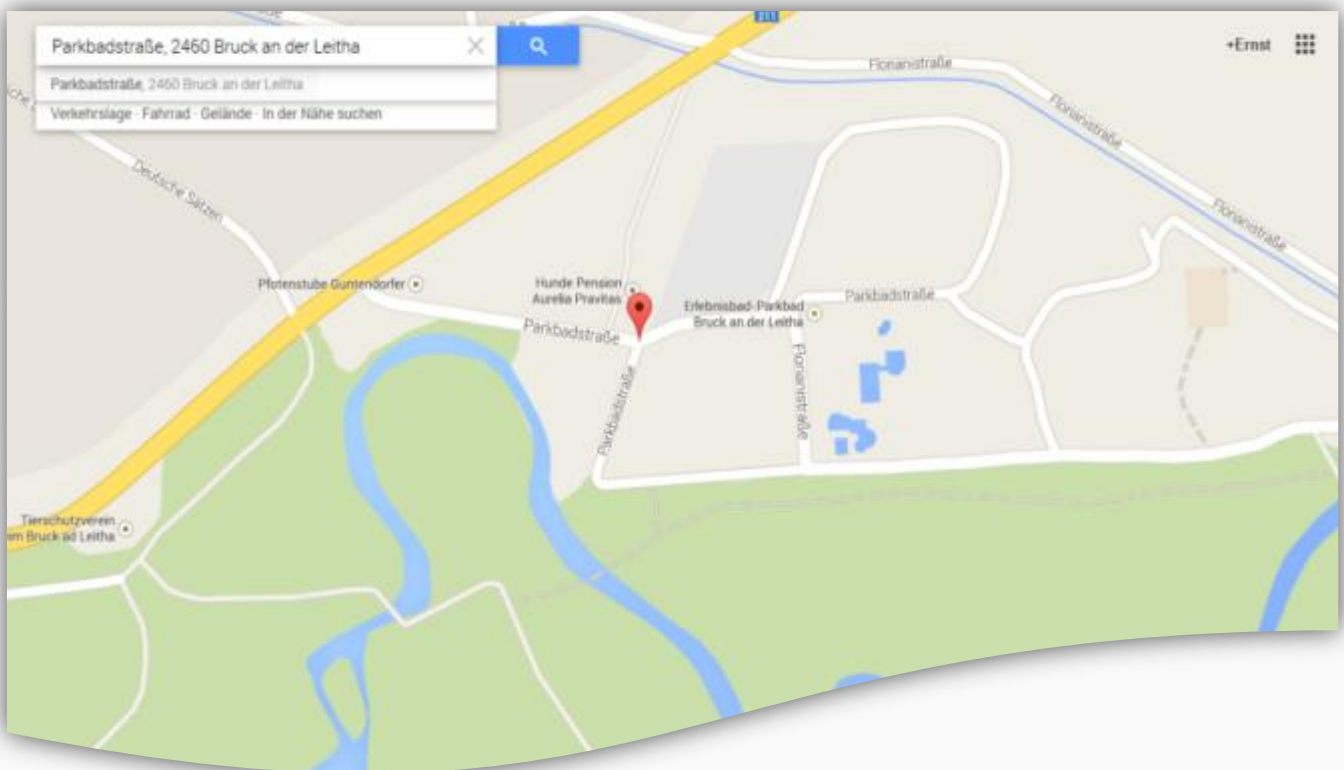 Parkbadstraße, 2460 Bruck an der Leitha
Parkbadstraße, 2460 Bruck an der Leitha
Verkehrslage · Fahrrad · Gelände · In der Nähe suchen
+Ernst
211
Florianistraße
Florianistraße
Florianistraße
Deutsche Satzen
Pfotenstube Guntendorfer
Hunde Pension
Aurelia Pravitas
Parkbadstraße
Erlebnisbad-Parkbad
Bruck an der Leitha
Parkbadstraße
Parkbadstraße
Florianistraße
Tierschutzverein
Bruck ad Leitha